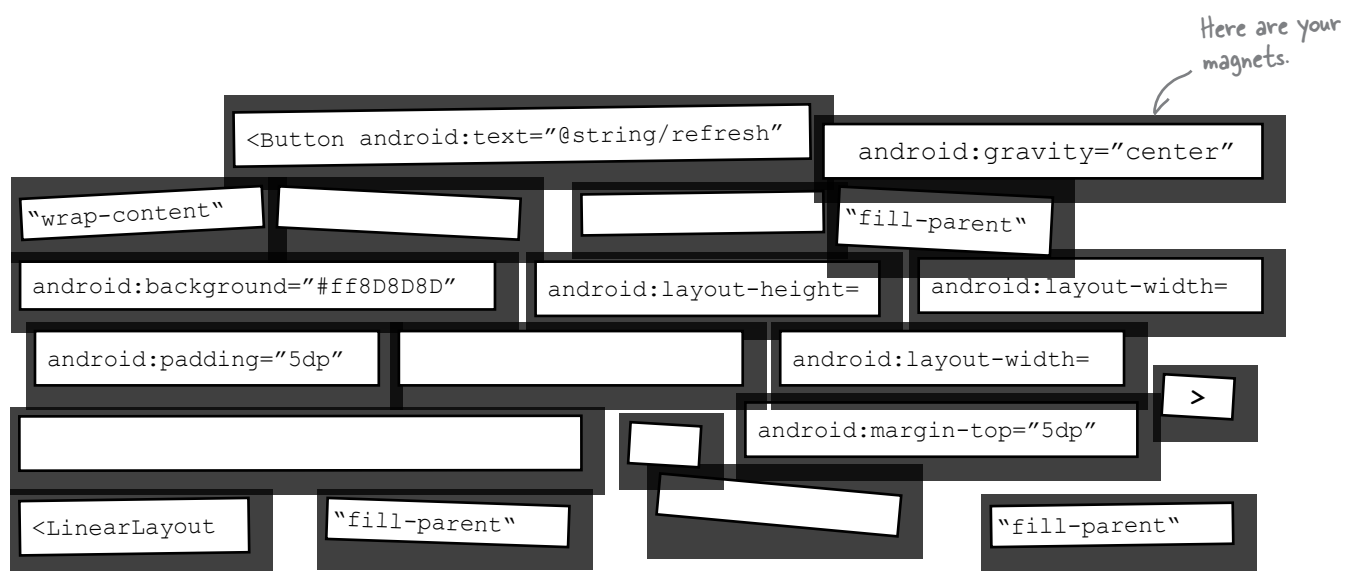 Here are your
magnets.
<Button android:text=”@string/refresh”
android:gravity=”center”
“wrap-content“
“fill-parent“
android:background=”#ff8D8D8D”
android:layout-height=
android:layout-width=
android:padding=”5dp”
android:layout-width=
>
android:margin-top=”5dp”
<LinearLayout
“fill-parent“
“fill-parent“